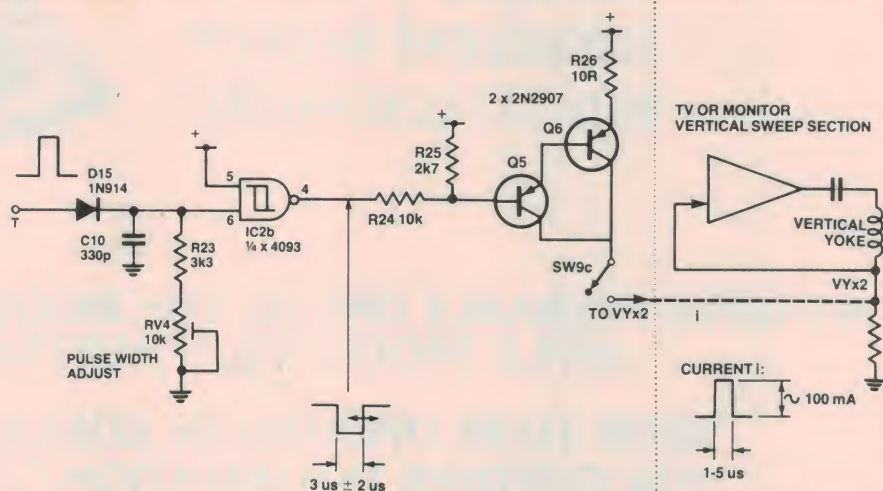 +
R26
10R
2 x 2N2907
Q6
TV OR MONITOR
VERTICAL SWEEP SECTION
+
R25
2k7
Q5
+
D15
1N914
5
4
6
T
R24 10k
IC2b
¼ x 4093
C10
330p
R23
3k3
VERTICAL
YOKE
SW9c
VYx2
TO VYx2
i
RV4
10k
PULSE WIDTH
ADJUST
CURRENT i:
~ 100 mA
3 us ± 2 us
1-5 us